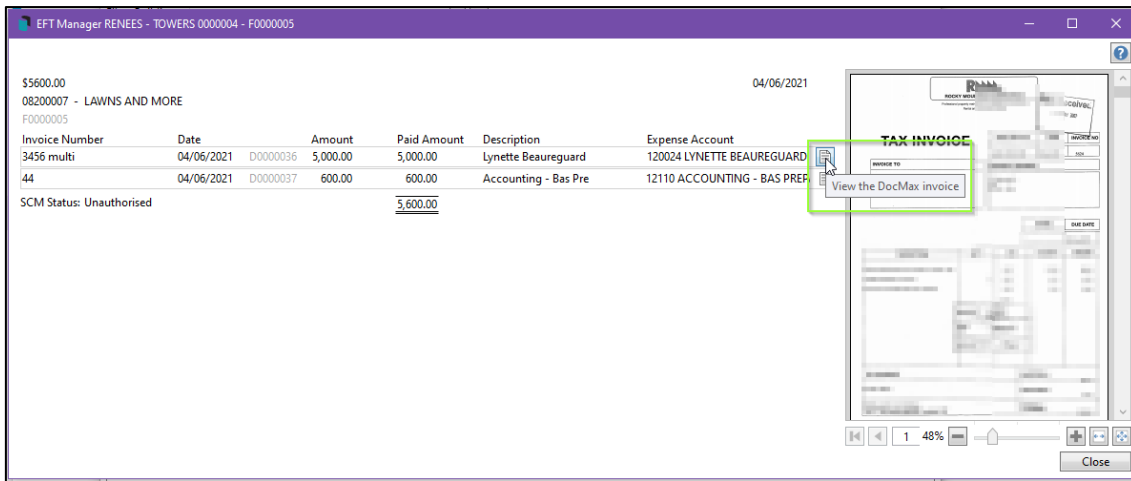 EFT Manager RENEES - TOWERS 0000004 - F0000005
$5600.00 04/06/2021
08200007 - LAWNS AND MORE
F0000005
Invoice Number Date Amount Paid Amount Description Expense Account
3456 multi 04/06/2021 D0000036 5,000.00 5,000.00 Lynette Beauregard 120024 LYNETTE BEAUREGUARD
44 04/06/2021 D0000037 600.00 600.00 Accounting - Bas Pre 12110 ACCOUNTING - BAS PREP
SCM Status: Unauthorised 5,600.00
View the DocMax invoice
TAX INVOICE
INVOICE NO
INVOICE TO
DUE DATE
1 48%
Close